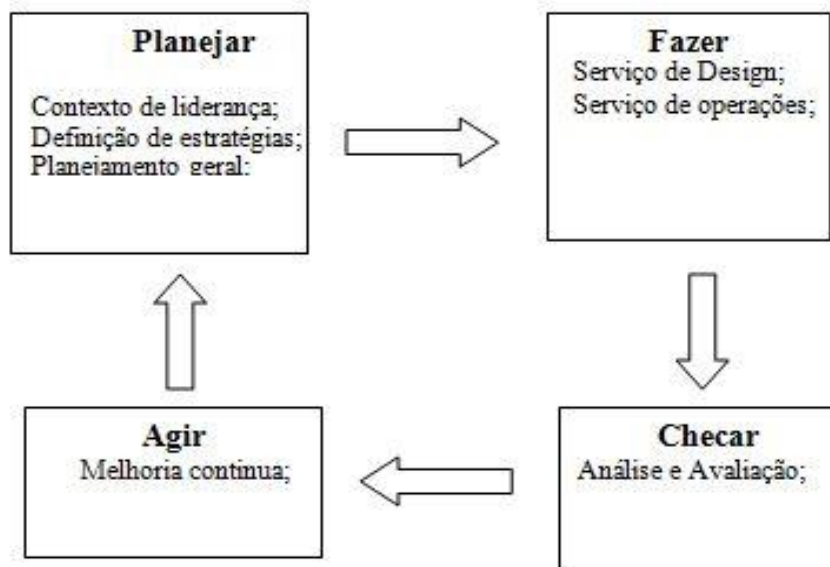 Planejar
Contexto de liderança;
Definição de estratégias;
Planejamento geral;
Fazer
Serviço de Design;
Serviço de operações;
Checar
Análise e Avaliação;
Agir
Melhoria continua;